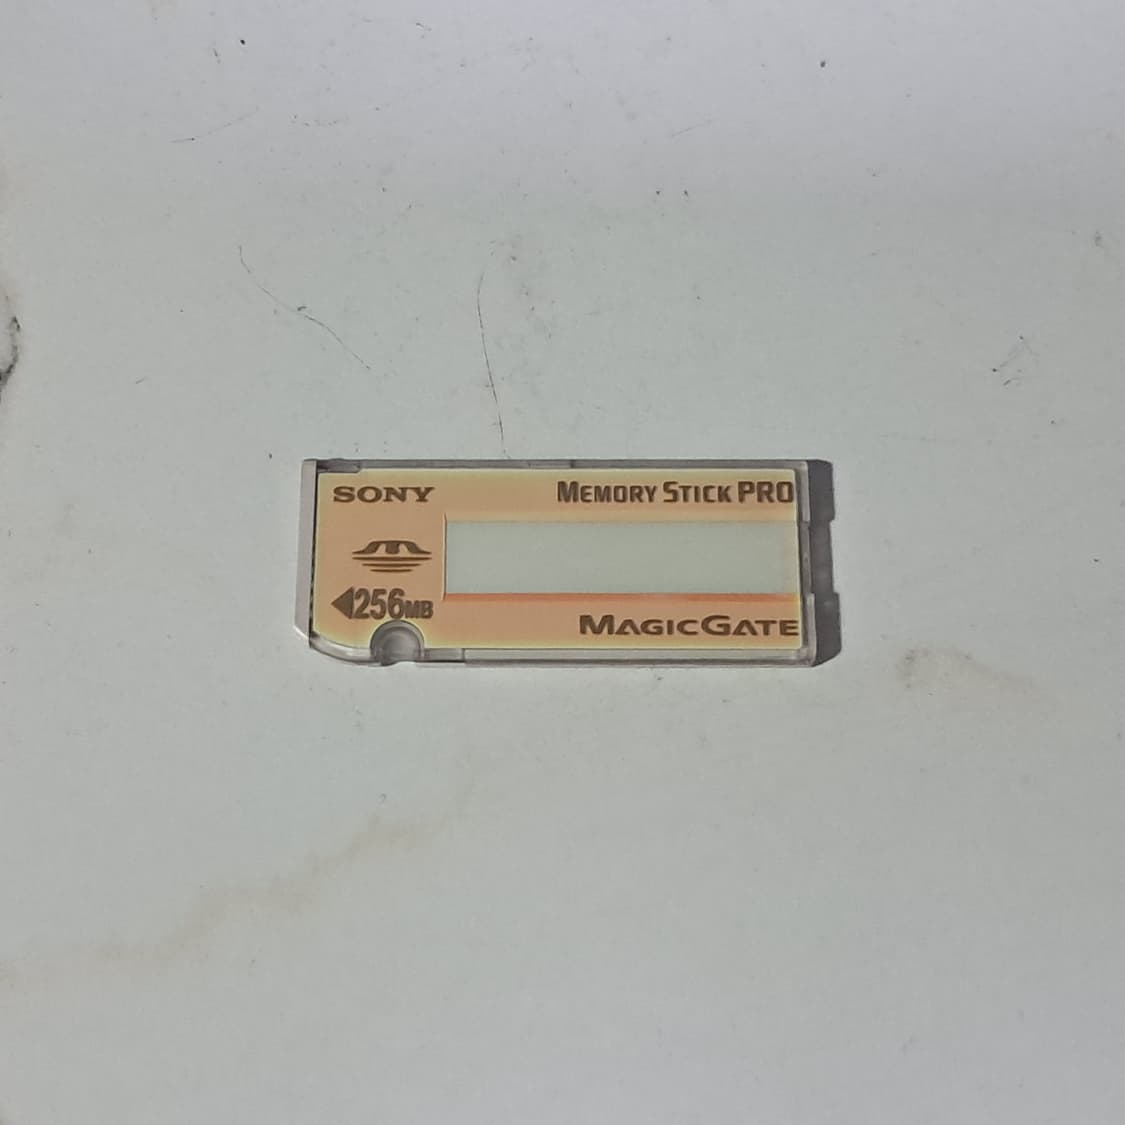 SONY
MEMORY STICK PRO
256MB
MAGICGATE